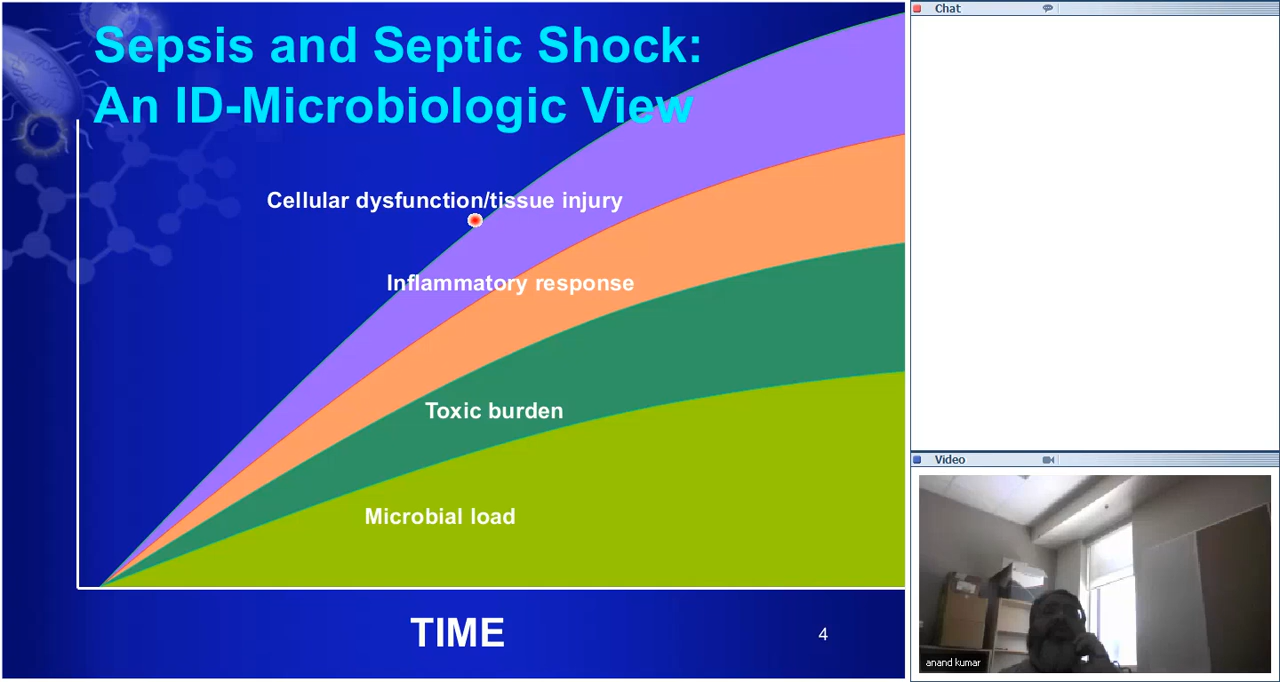 Sepsis and Septic Shock:
An ID-Microbiologic View
Cellular dysfunction/tissue injury
Inflammatory response
Toxic burden
Microbial load
TIME
4
Chat
Video
anand kumar